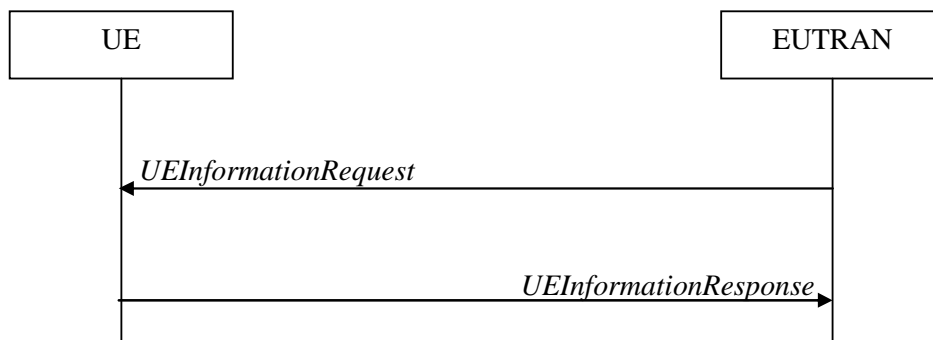 UE
EUTRAN
UEInformationRequest
UEInformationResponse